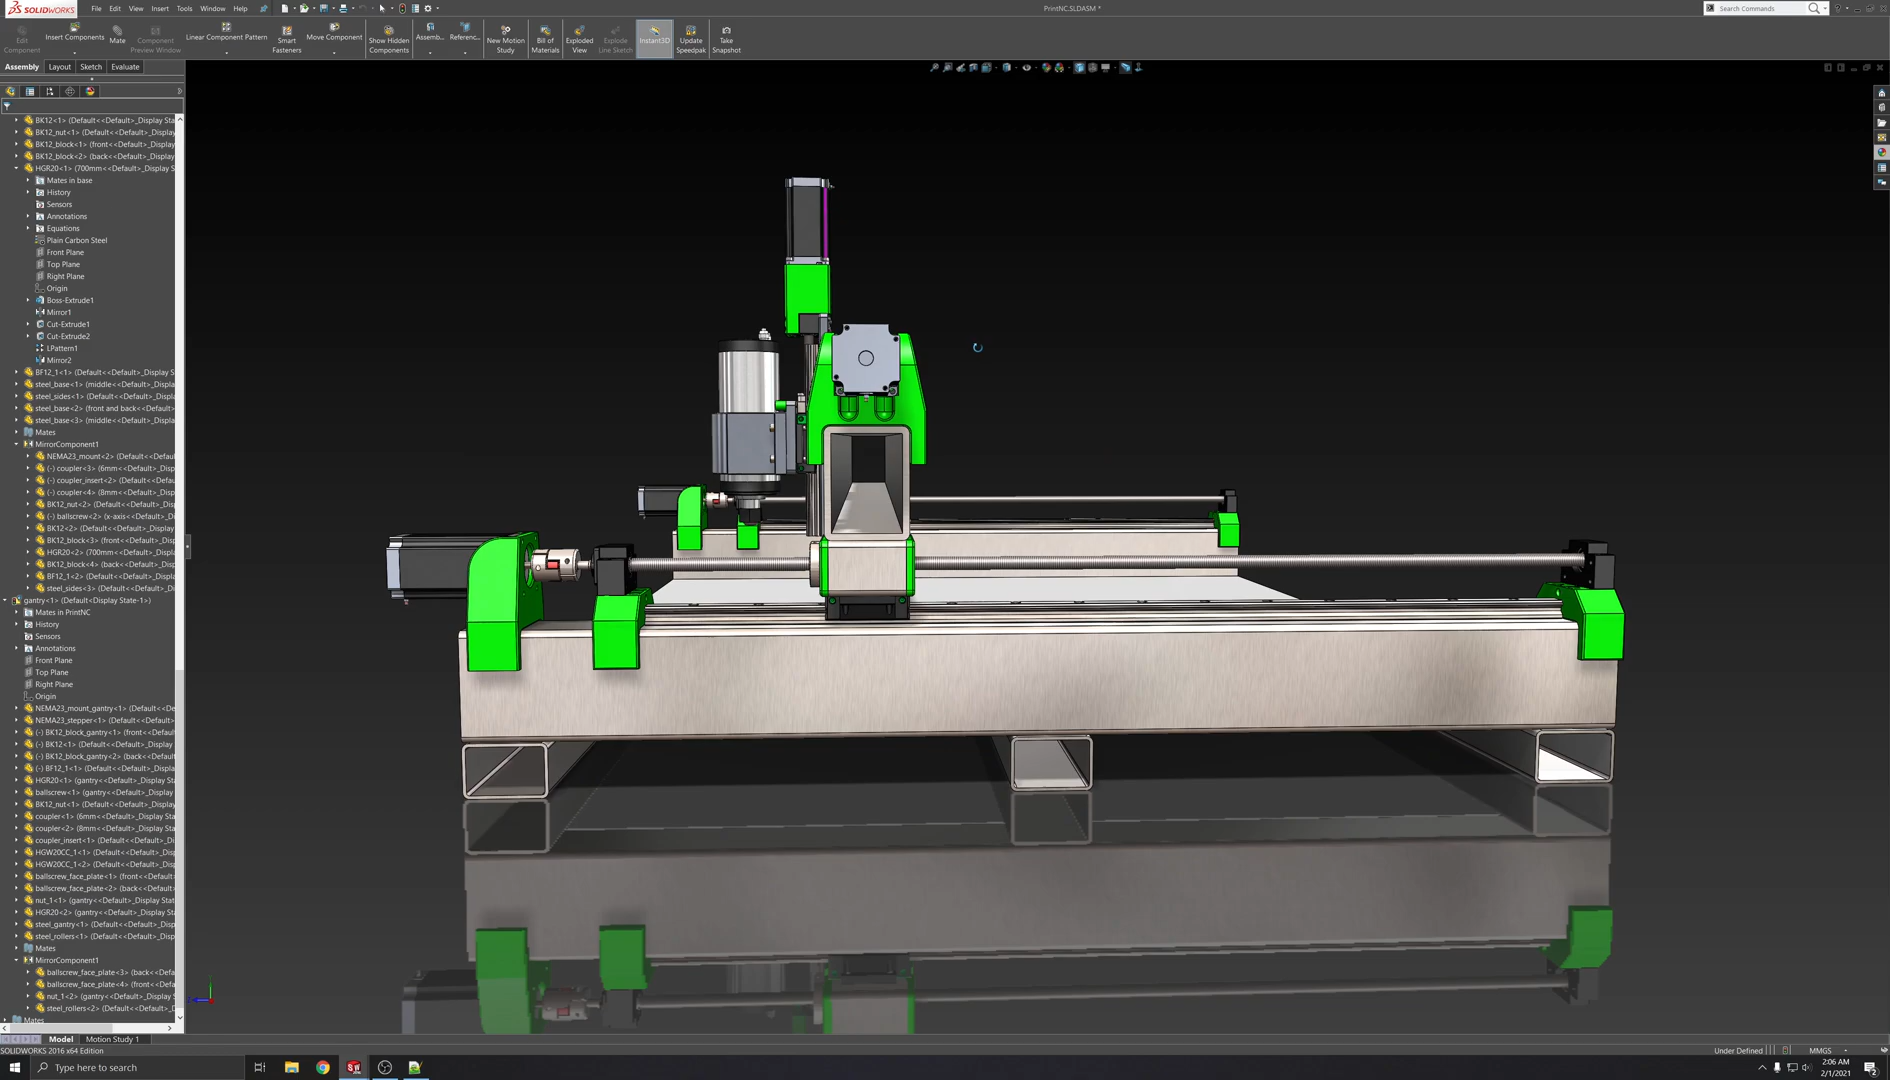 SOLIDWORKS
File Edit View Insert Tools Window Help
PrintNC.SLDASM *
Search Commands
Edit Component
Insert Components
Mate
Component Preview Window
Linear Component Pattern
Smart Fasteners
Move Component
Show Hidden Components
Assemb...
Referenc...
New Motion Study
Bill of Materials
Exploded View
Explode Line Sketch
Instant3D
Update Speedpak
Take Snapshot
Assembly Layout Sketch Evaluate
BK12<1> (Default<<Default>_Display Sta
BK12_nut<1> (Default<<Default>_Display
BK12_block<1> (front<<Default>_Display
BK12_block<2> (back<<Default>_Display
HGR20<1> (700mm<<Default>_Display S
Mates in base
History
Sensors
Annotations
Equations
Plain Carbon Steel
Front Plane
Top Plane
Right Plane
Origin
Boss-Extrude1
Mirror1
Cut-Extrude1
Cut-Extrude2
LPattern1
Mirror2
BF12_1<1> (Default<<Default>_Display
steel_base<1> (middle<<Default>_Display
steel_sides<1> (Default<<Default>_Display
steel_base<2> (front and back<<Default>
steel_base<3> (middle<<Default>_Display
Mates
MirrorComponent1
NEMA23_mount<2> (Default<<Defau
(-) coupler<3> (6mm<Default>_Disp
(-) coupler_insert<2> (Default<<Defau
(-) coupler<4> (8mm<Default>_Disp
BK12_nut<2> (Default<<Default>_Disp
(-) ballscrew<2> (x-axis<<Default>_D
BK12<2> (Default<<Default>_Display
BK12_block<3> (front<<Default>_Disp
HGR20<2> (700mm<<Default>_Display
BK12_block<4> (back<<Default>_Disp
BF12_1<2> (Default<<Default>_Displa
steel_sides<3> (Default<<Default>_Disp
gantry<1> (Default<Display State-1>)
Mates in PrintNC
History
Sensors
Annotations
Front Plane
Top Plane
Right Plane
Origin
NEMA23_mount_gantry<1> (Default<<De
NEMA23_stepper<1> (Default<<Default>_
(-) BK12_block_gantry<1> (front<<Default
(-) BK12<1> (Default<<Default>_Display
(-) BK12_block_gantry<2> (back<<Default
(-) BF12_1<1> (Default<<Default>_Display
HGR20<1> (gantry<<Default>_Display Sta
ballscrew<1> (gantry<<Default>_Display
BK12_nut<1> (Default<<Default>_Display
coupler<1> (6mm<Default>_Display
coupler<2> (8mm<Default>_Display
coupler_insert<1> (Default<<Default>_Disp
HGW20CC_1<1> (Default<<Default>_Disp
HGW20CC_1<2> (Default<<Default>_Disp
ballscrew_face_plate<1> (front<<Default
ballscrew_face_plate<2> (back<<Default
nut_1<1> (gantry<<Default>_Display Stat
HGR20<2> (gantry<<Default>_Display Sta
steel_gantry<1> (Default<<Default>_Displ
steel_rollers<1> (Default<<Default>_Disp
Mates
MirrorComponent1
ballscrew_face_plate<3> (back<<Defa
ballscrew_face_plate<4> (front<<Defa
nut_1<2> (gantry<<Default>_Display S
steel_rollers<2> (Default<<Default>_D
Mates
Model Motion Study 1
SOLIDWORKS 2016 x64 Edition
Under Defined
MMGS
Type here to search
2:06 AM
2/1/2021